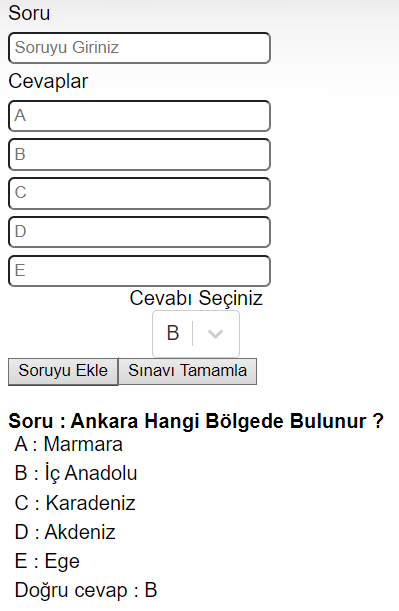 Soru
Soruyu Giriniz
Cevaplar
A
B
C
D
E
Cevabı Seçiniz
B
Soruyu Ekle Sınavı Tamamla
Soru : Ankara Hangi Bölgede Bulunur ?
A : Marmara
B : İç Anadolu
C : Karadeniz
D : Akdeniz
E : Ege
Doğru cevap : B